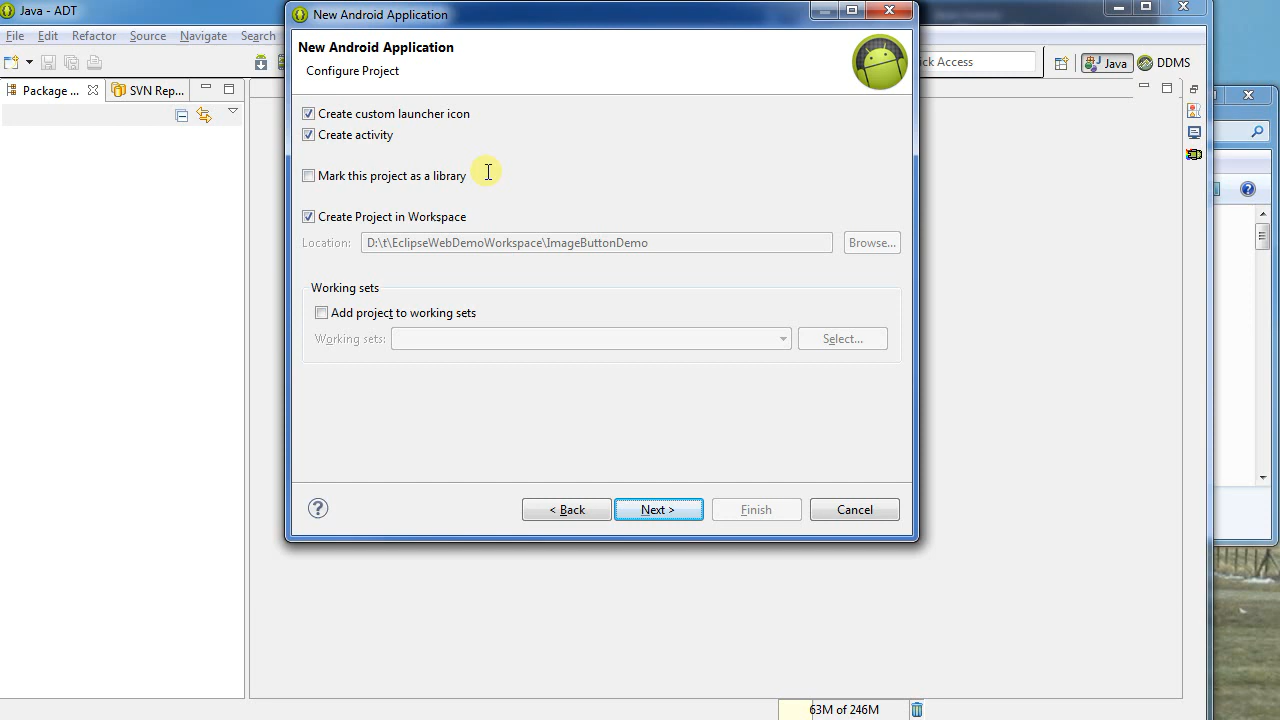 Java - ADT
New Android Application
File Edit Refactor Source Navigate Search
New Android Application
Configure Project
ck Access
Java
DDMS
Package ...
SVN Rep...
Create custom launcher icon
Create activity
Mark this project as a library
Create Project in Workspace
Location: D:\t\EclipseWebDemoWorkspace\ImageButtonDemo Browse...
Working sets
Add project to working sets
Working sets: Select...
< Back Next > Finish Cancel
63M of 246M